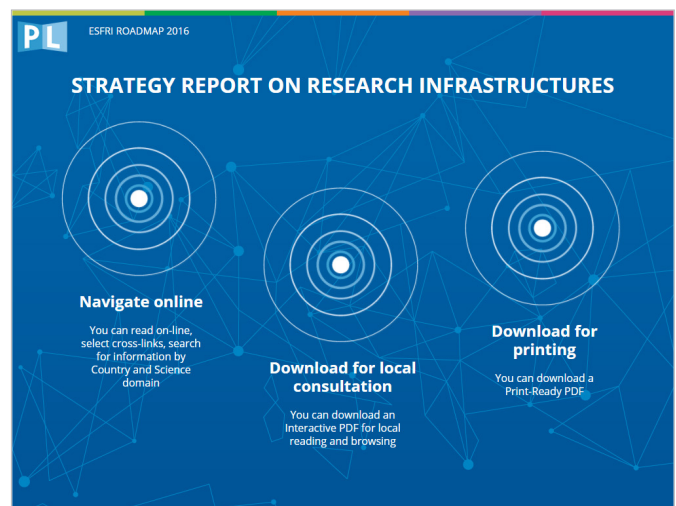 PL
ESFRI ROADMAP 2016
STRATEGY REPORT ON RESEARCH INFRASTRUCTURES
Navigate online
You can read on-line,
select cross-links, search
for information by
Country and Science
domain
Download for local
consultation
You can download an
Interactive PDF for local
reading and browsing
Download for
printing
You can download a
Print-Ready PDF